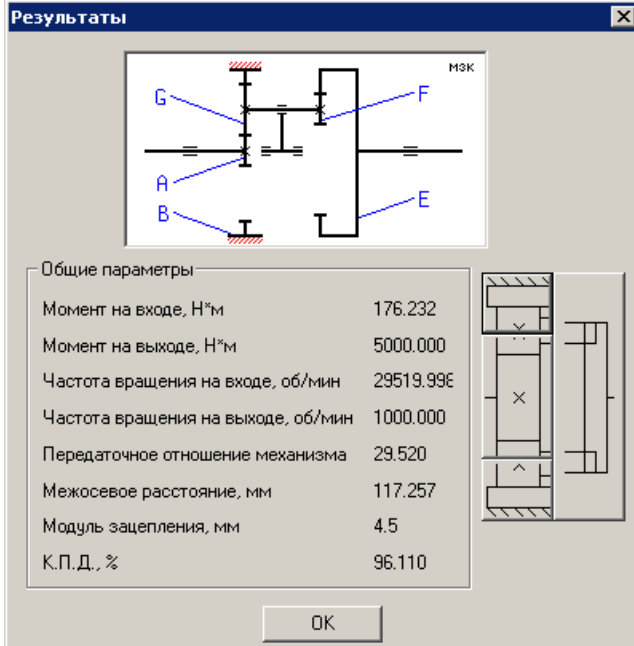 Результаты
МЗК
G
F
A
B
E
Общие параметры
Момент на входе, Н*м 176.232
Момент на выходе, Н*м 5000.000
Частота вращения на входе, об/мин 29519.998
Частота вращения на выходе, об/мин 1000.000
Передаточное отношение механизма 29.520
Межосевое расстояние, мм 117.257
Модуль зацепления, мм 4.5
К.П.Д., % 96.110
OK